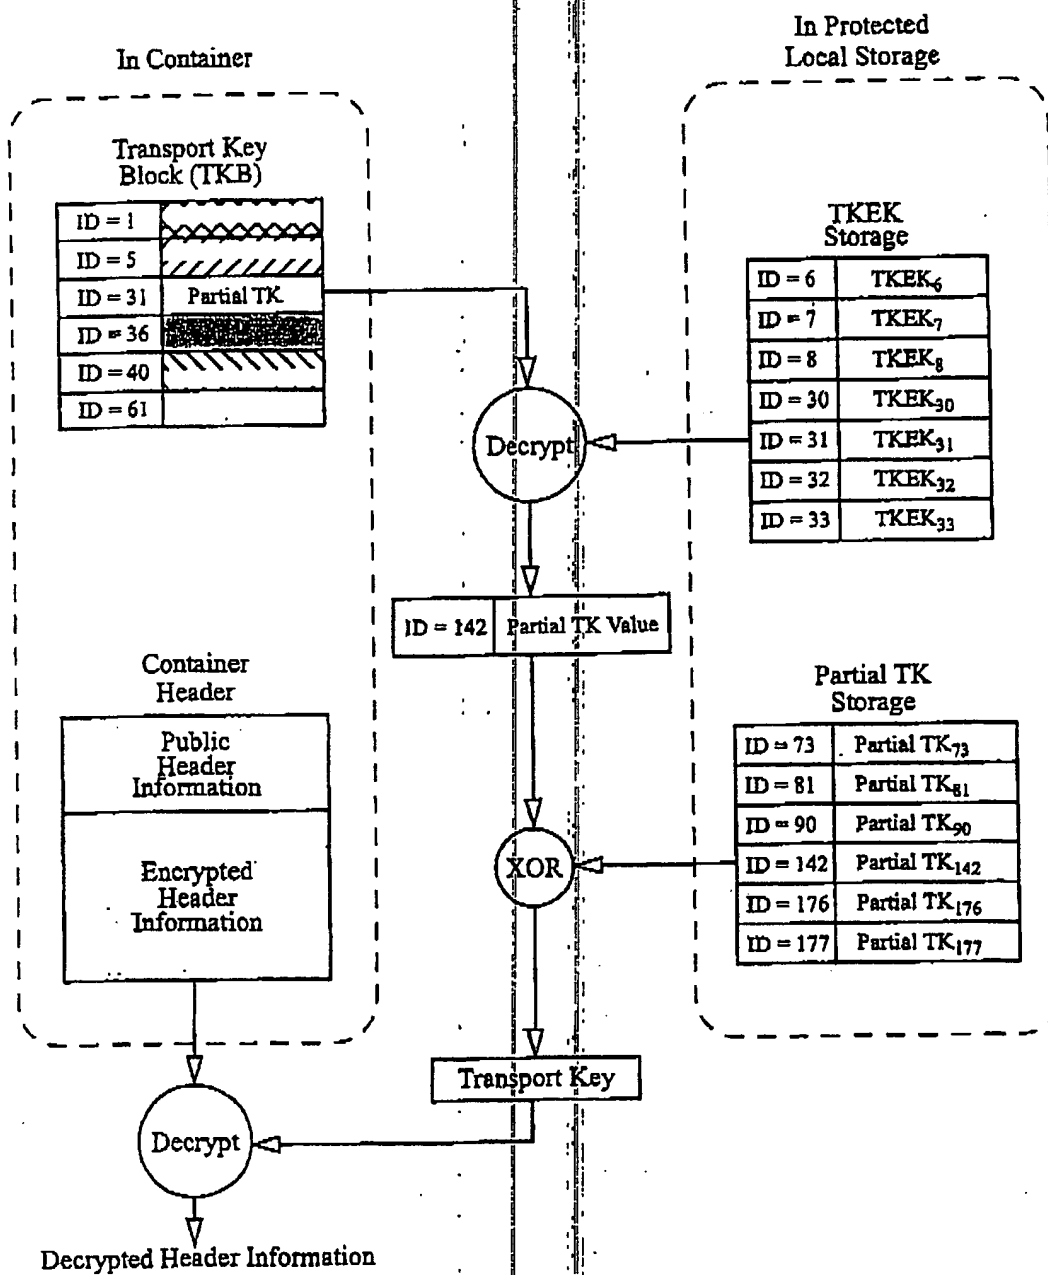 In Container
In Protected
Local Storage
Transport Key
Block (TKB)
ID = 1
ID = 5
ID = 31 Partial TK
ID = 36
ID = 40
ID = 61
TKEK
Storage
ID = 6 TKEK6
ID = 7 TKEK7
ID = 8 TKEK8
ID = 30 TKEK30
ID = 31 TKEK31
ID = 32 TKEK32
ID = 33 TKEK33
Decrypt
ID = 142 Partial TK Value
Container
Header
Public
Header
Information
Encrypted
Header
Information
Partial TK
Storage
ID = 73 Partial TK73
ID = 81 Partial TK81
ID = 90 Partial TK90
ID = 142 Partial TK142
ID = 176 Partial TK176
ID = 177 Partial TK177
XOR
Transport Key
Decrypt
Decrypted Header Information